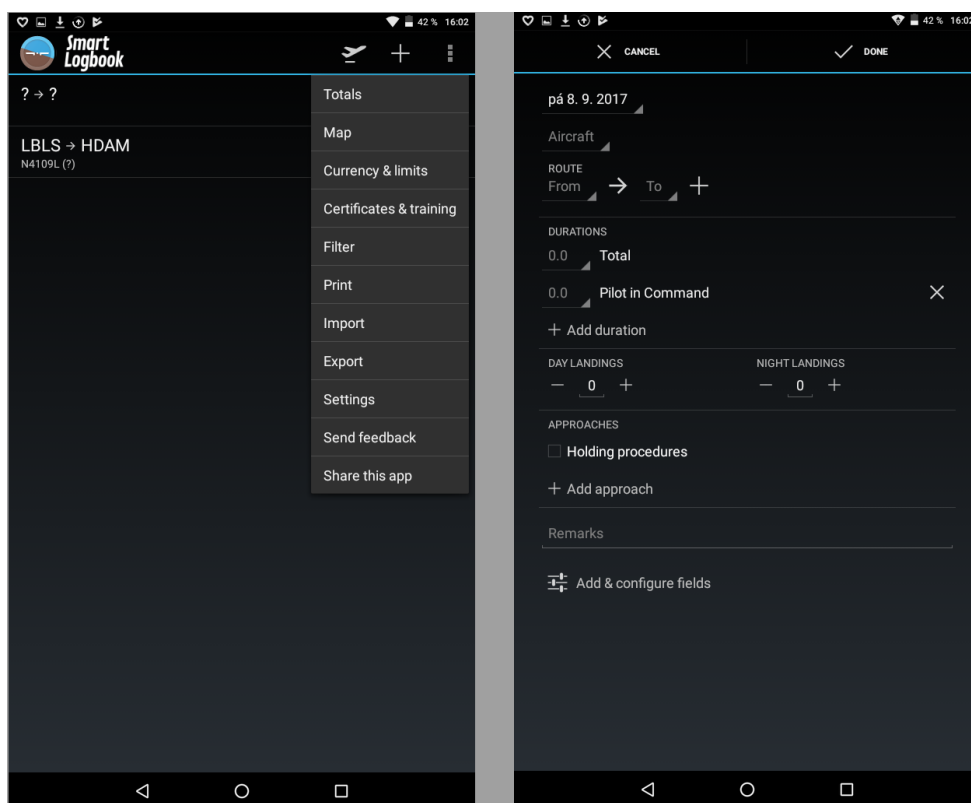 42 % 16:02
Smart
Logbook
? → ?
LBLS → HDAM
N4109L (?)
Totals
Map
Currency & limits
Certificates & training
Filter
Print
Import
Export
Settings
Send feedback
Share this app
42 % 16:02
CANCEL
DONE
pá 8. 9. 2017
Aircraft
ROUTE
From → To +
DURATIONS
0.0 Total
0.0 Pilot in Command
+ Add duration
DAY LANDINGS NIGHT LANDINGS
− 0 + − 0 +
APPROACHES
Holding procedures
+ Add approach
Remarks
Add & configure fields